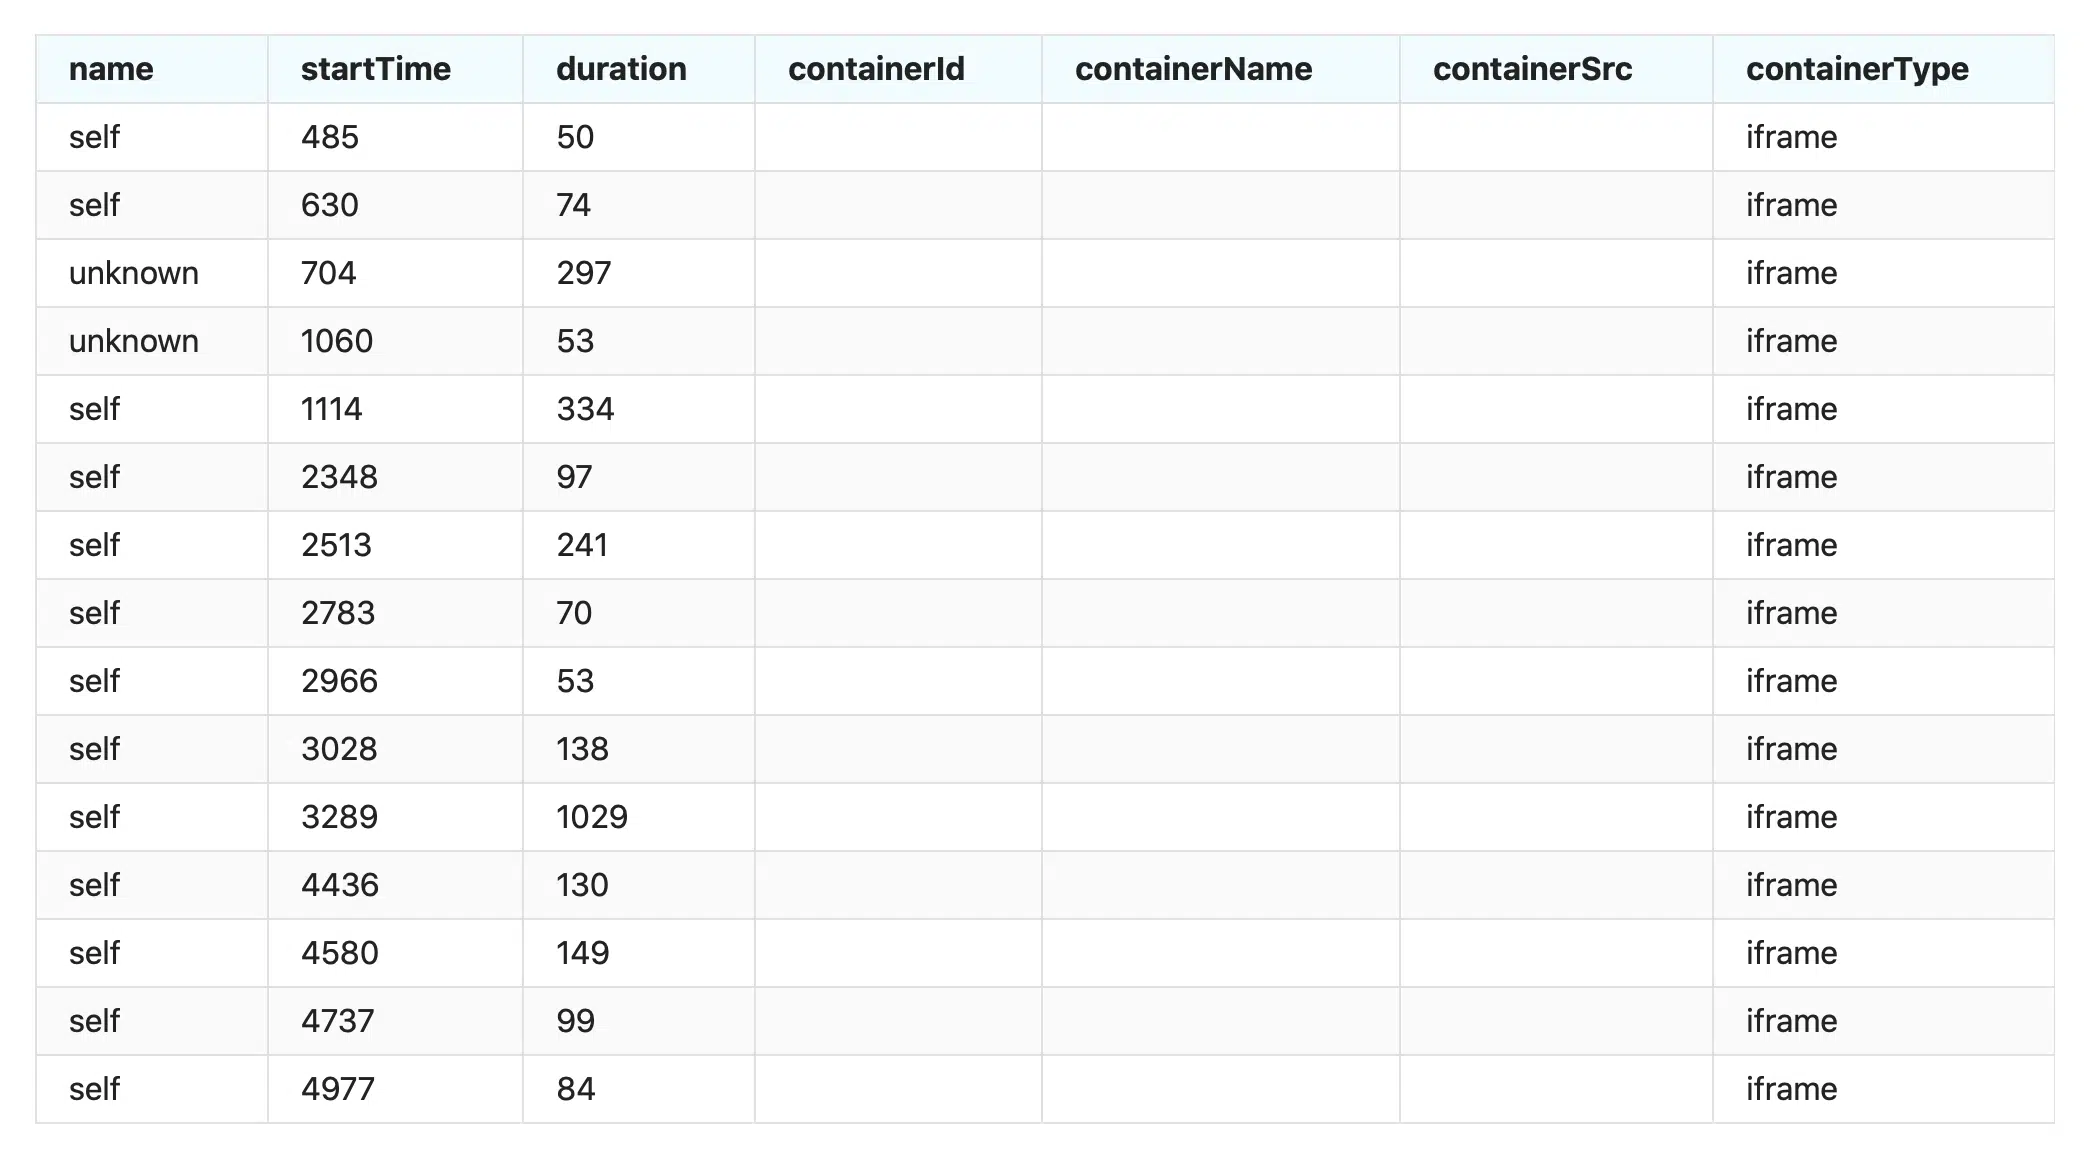 name startTime duration containerId containerName containerSrc containerType
self 485 50 iframe
self 630 74 iframe
unknown 704 297 iframe
unknown 1060 53 iframe
self 1114 334 iframe
self 2348 97 iframe
self 2513 241 iframe
self 2783 70 iframe
self 2966 53 iframe
self 3028 138 iframe
self 3289 1029 iframe
self 4436 130 iframe
self 4580 149 iframe
self 4737 99 iframe
self 4977 84 iframe